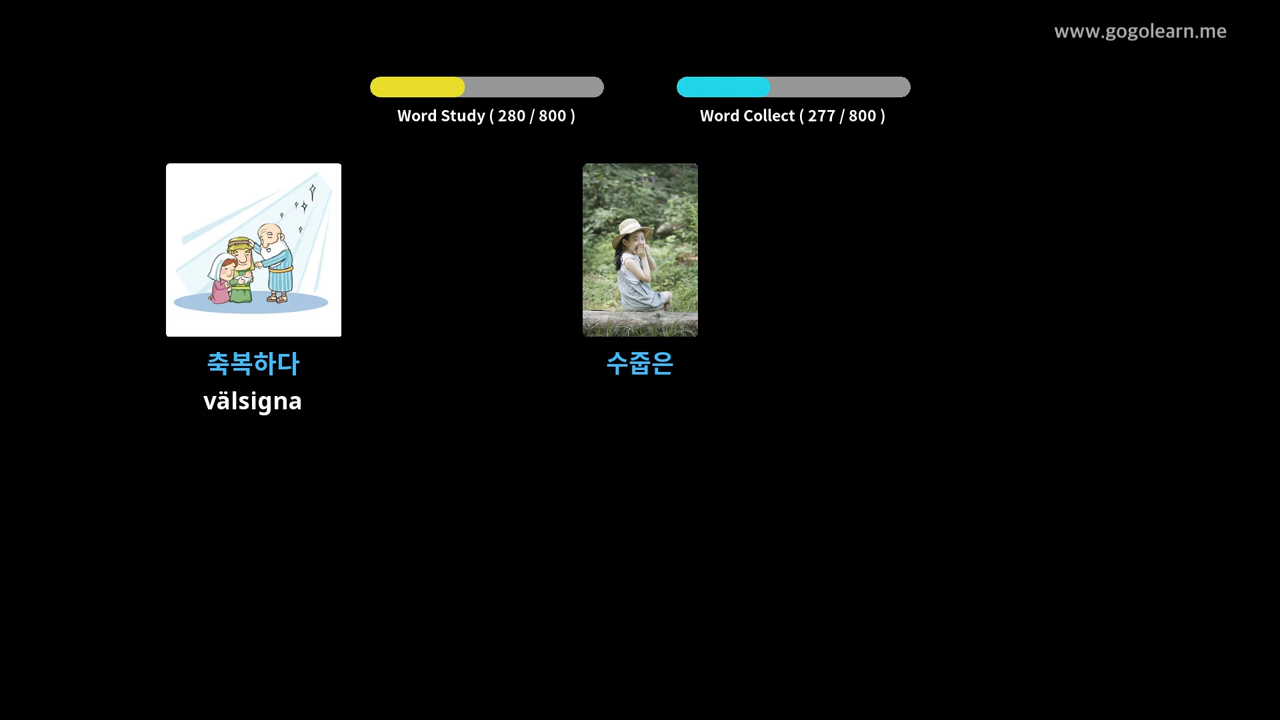 www.gogolearn.me
Word Study ( 280 / 800 )
Word Collect ( 277 / 800 )
축복하다
välsigna
수줍은